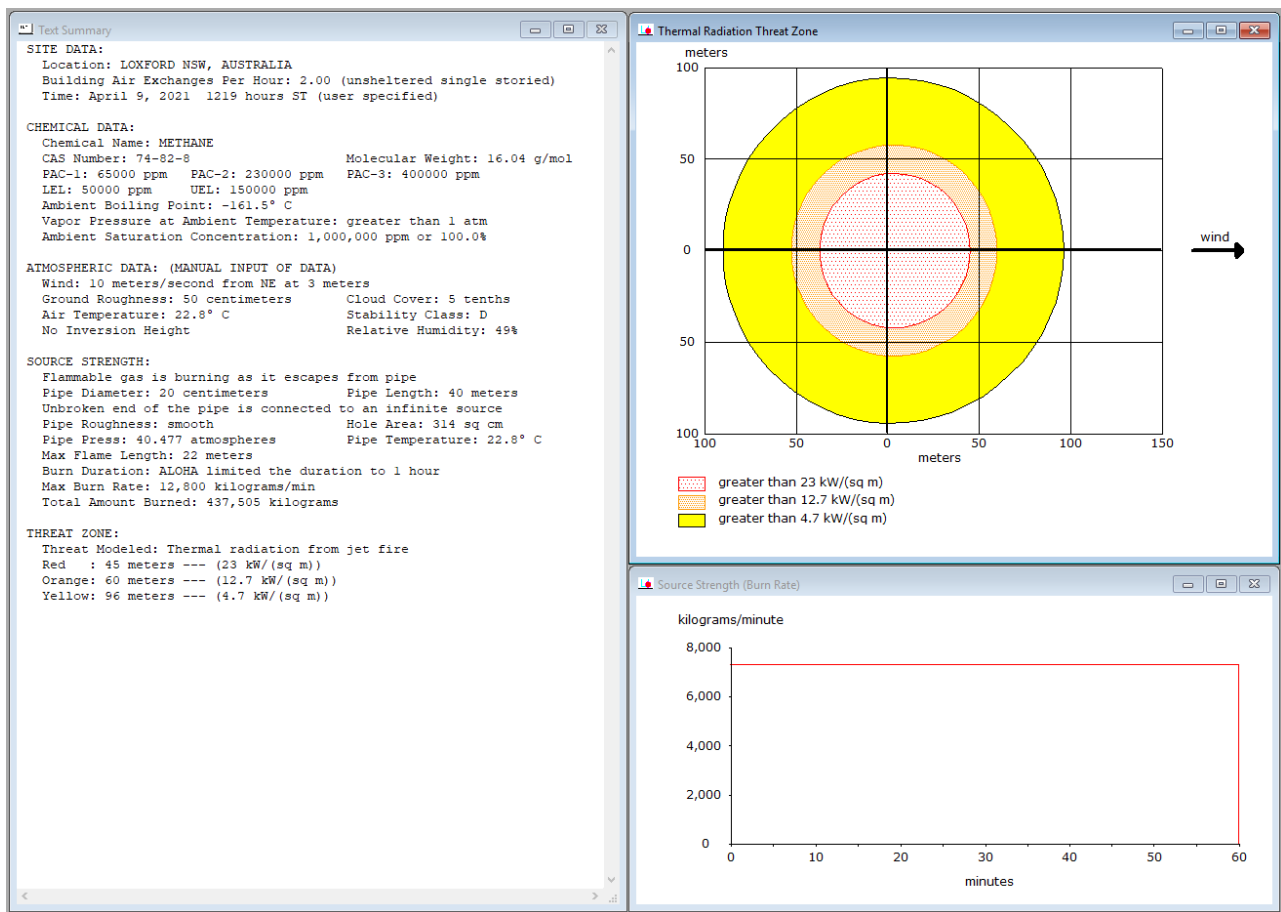 Text Summary
SITE DATA:
Location: LOXFORD NSW, AUSTRALIA
Building Air Exchanges Per Hour: 2.00 (unsheltered single storied)
Time: April 9, 2021  1219 hours ST (user specified)
CHEMICAL DATA:
Chemical Name: METHANE
CAS Number: 74-82-8    Molecular Weight: 16.04 g/mol
PAC-1: 65000 ppm   PAC-2: 230000 ppm   PAC-3: 400000 ppm
LEL: 50000 ppm    UEL: 150000 ppm
Ambient Boiling Point: -161.5° C
Vapor Pressure at Ambient Temperature: greater than 1 atm
Ambient Saturation Concentration: 1,000,000 ppm or 100.0%
ATMOSPHERIC DATA: (MANUAL INPUT OF DATA)
Wind: 10 meters/second from NE at 3 meters
Ground Roughness: 50 centimeters    Cloud Cover: 5 tenths
Air Temperature: 22.8° C    Stability Class: D
No Inversion Height    Relative Humidity: 49%
SOURCE STRENGTH:
Flammable gas is burning as it escapes from pipe
Pipe Diameter: 20 centimeters    Pipe Length: 40 meters
Unbroken end of the pipe is connected to an infinite source
Pipe Roughness: smooth    Hole Area: 314 sq cm
Pipe Press: 40.477 atmospheres    Pipe Temperature: 22.8° C
Max Flame Length: 22 meters
Burn Duration: ALOHA limited the duration to 1 hour
Max Burn Rate: 12,800 kilograms/min
Total Amount Burned: 437,505 kilograms
THREAT ZONE:
Threat Modeled: Thermal radiation from jet fire
Red   : 45 meters --- (23 kW/(sq m))
Orange: 60 meters --- (12.7 kW/(sq m))
Yellow: 96 meters --- (4.7 kW/(sq m))
Thermal Radiation Threat Zone
meters
100
50
0
50
100
100 50 0 50 100 150
meters
wind
greater than 23 kW/(sq m)
greater than 12.7 kW/(sq m)
greater than 4.7 kW/(sq m)
Source Strength (Burn Rate)
kilograms/minute
8,000
6,000
4,000
2,000
0
0 10 20 30 40 50 60
minutes